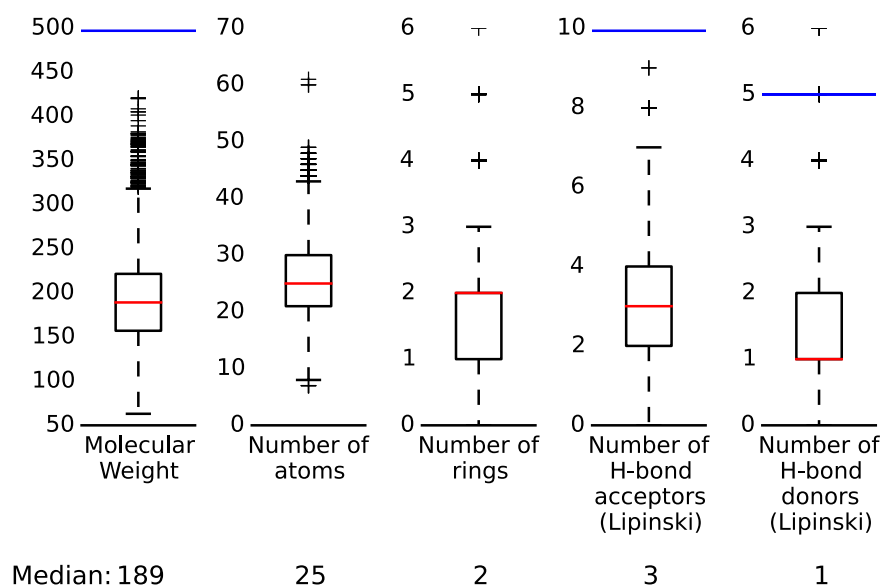 500
450
400
350
300
250
200
150
100
50
Molecular
Weight
70
60
50
40
30
20
10
0
Number of
atoms
6
5
4
3
2
1
0
Number of
rings
10
8
6
4
2
0
Number of
H-bond
acceptors
(Lipinski)
6
5
4
3
2
1
0
Number of
H-bond
donors
(Lipinski)
Median: 189 25 2 3 1